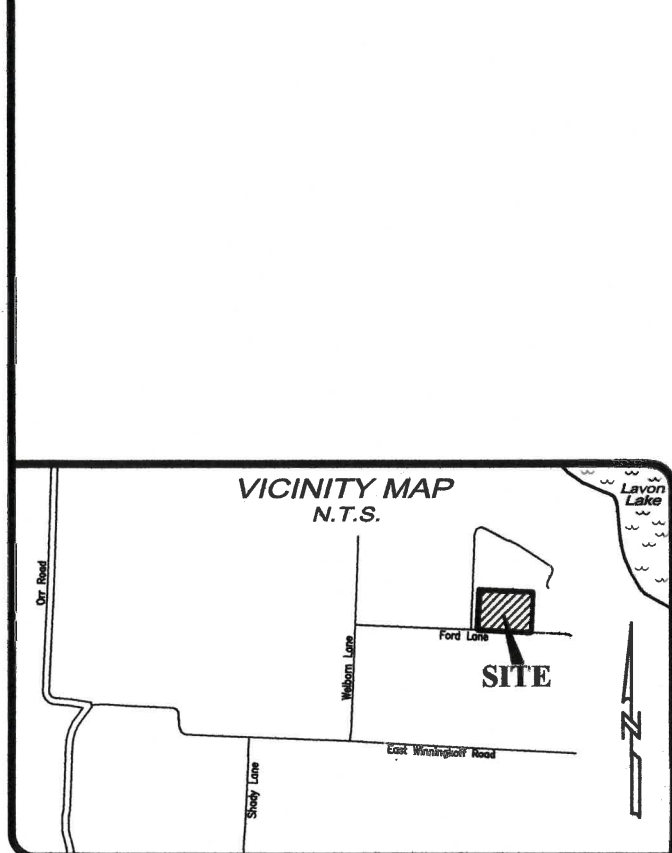 VICINITY MAP
N.T.S.
Lavon
Lake
Orr Road
Welborn Lane
Ford Lane
SITE
N
East Winningkoff Road
Shady Lane